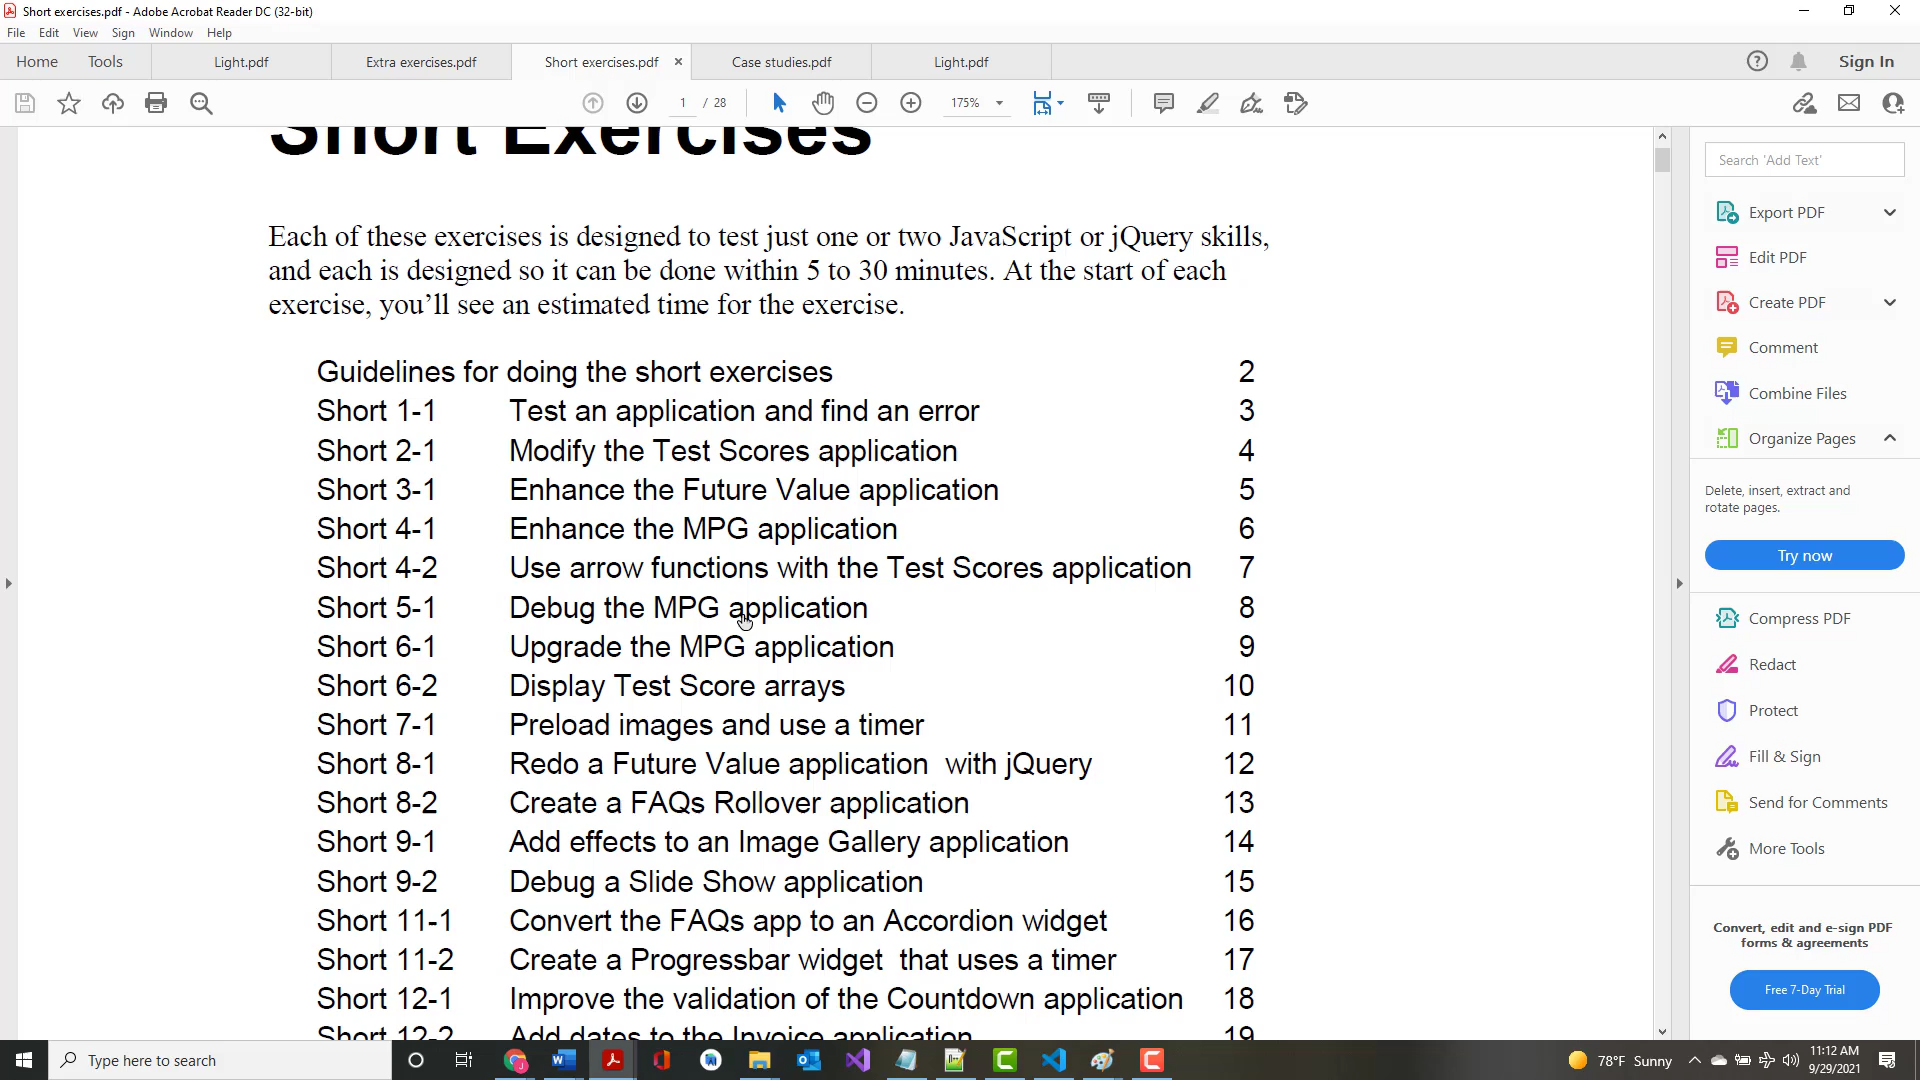 Short exercises.pdf - Adobe Acrobat Reader DC (32-bit)
File Edit View Sign Window Help
Home Tools Light.pdf Extra exercises.pdf Short exercises.pdf × Case studies.pdf Light.pdf Sign In
1 / 28 175%
Short Exercises
Each of these exercises is designed to test just one or two JavaScript or jQuery skills,
and each is designed so it can be done within 5 to 30 minutes. At the start of each
exercise, you'll see an estimated time for the exercise.
Guidelines for doing the short exercises 2
Short 1-1 Test an application and find an error 3
Short 2-1 Modify the Test Scores application 4
Short 3-1 Enhance the Future Value application 5
Short 4-1 Enhance the MPG application 6
Short 4-2 Use arrow functions with the Test Scores application 7
Short 5-1 Debug the MPG application 8
Short 6-1 Upgrade the MPG application 9
Short 6-2 Display Test Score arrays 10
Short 7-1 Preload images and use a timer 11
Short 8-1 Redo a Future Value application with jQuery 12
Short 8-2 Create a FAQs Rollover application 13
Short 9-1 Add effects to an Image Gallery application 14
Short 9-2 Debug a Slide Show application 15
Short 11-1 Convert the FAQs app to an Accordion widget 16
Short 11-2 Create a Progressbar widget that uses a timer 17
Short 12-1 Improve the validation of the Countdown application 18
Short 12-2 Add dates to the Invoice application 19
Search 'Add Text'
Export PDF
Edit PDF
Create PDF
Comment
Combine Files
Organize Pages
Delete, insert, extract and
rotate pages.
Try now
Compress PDF
Redact
Protect
Fill & Sign
Send for Comments
More Tools
Convert, edit and e-sign PDF
forms & agreements
Free 7-Day Trial
Type here to search
78°F Sunny
11:12 AM
9/29/2021